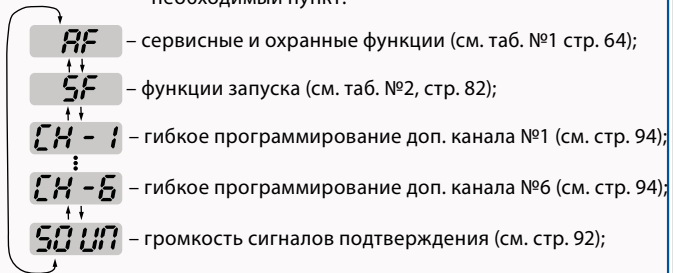 необходимый пункт:
AF – сервисные и охранные функции (см. таб. №1 стр. 64);
SF – функции запуска (см. таб. №2, стр. 82);
CH - 1 – гибкое программирование доп. канала №1 (см. стр. 94);
CH - 6 – гибкое программирование доп. канала №6 (см. стр. 94);
SOUN – громкость сигналов подтверждения (см. стр. 92);